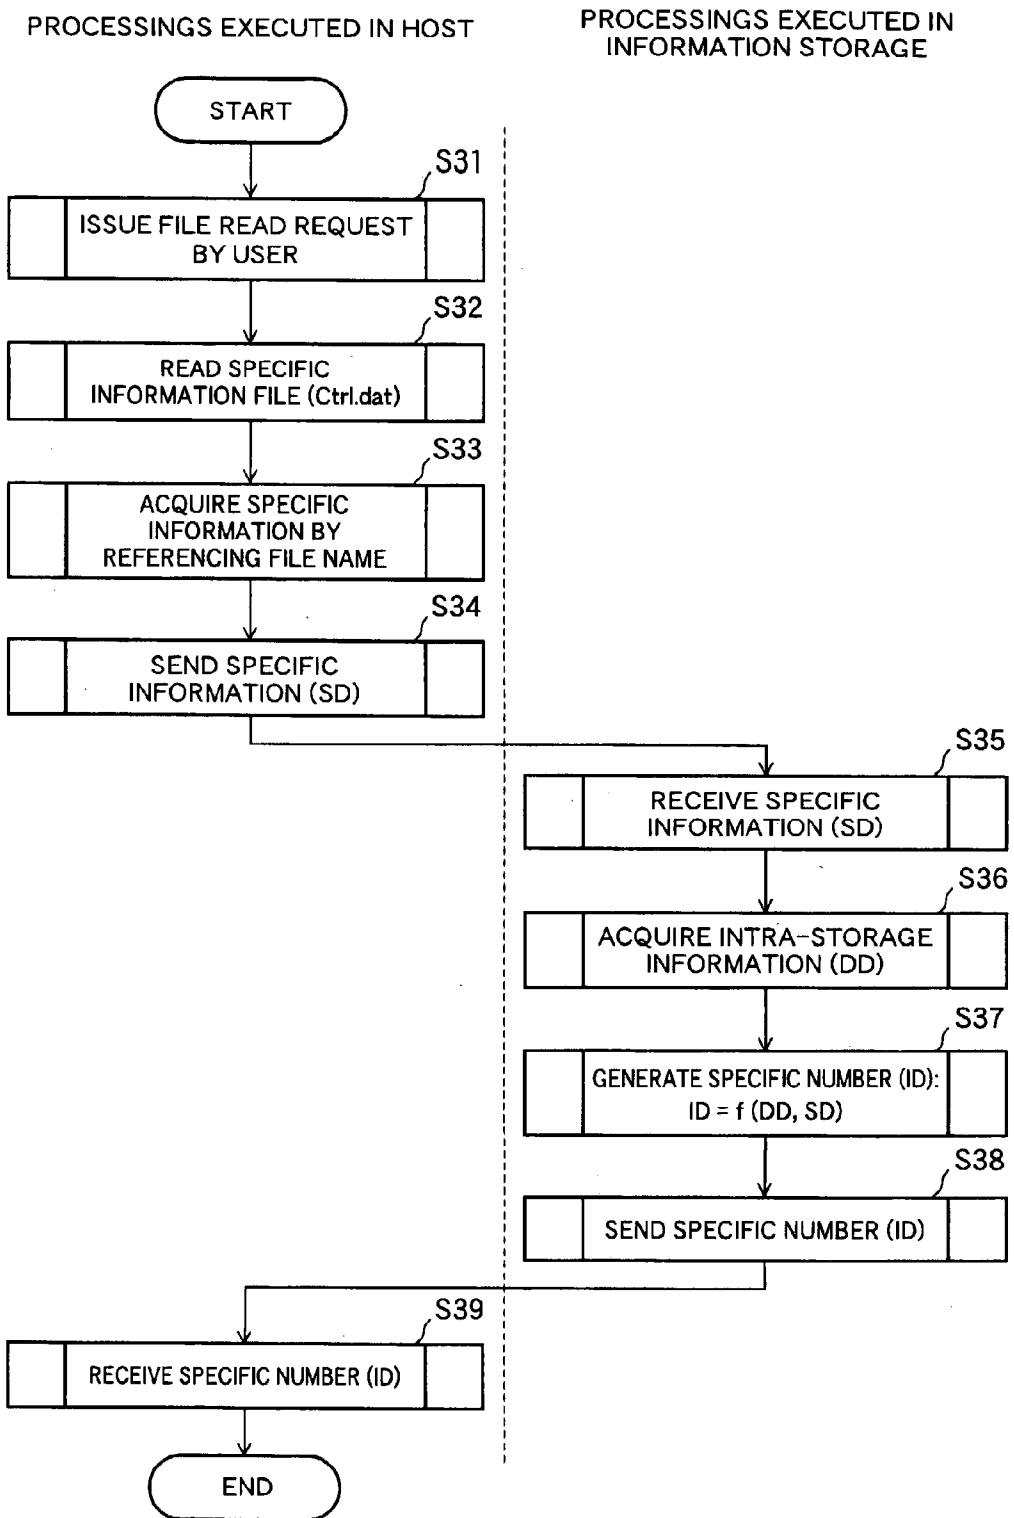 PROCESSINGS EXECUTED IN HOST
PROCESSINGS EXECUTED IN
INFORMATION STORAGE
START
S31
ISSUE FILE READ REQUEST
BY USER
S32
READ SPECIFIC
INFORMATION FILE (Ctrl.dat)
S33
ACQUIRE SPECIFIC
INFORMATION BY
REFERENCING FILE NAME
S34
SEND SPECIFIC
INFORMATION (SD)
S35
RECEIVE SPECIFIC
INFORMATION (SD)
S36
ACQUIRE INTRA-STORAGE
INFORMATION (DD)
S37
GENERATE SPECIFIC NUMBER (ID):
ID = f (DD, SD)
S38
SEND SPECIFIC NUMBER (ID)
S39
RECEIVE SPECIFIC NUMBER (ID)
END